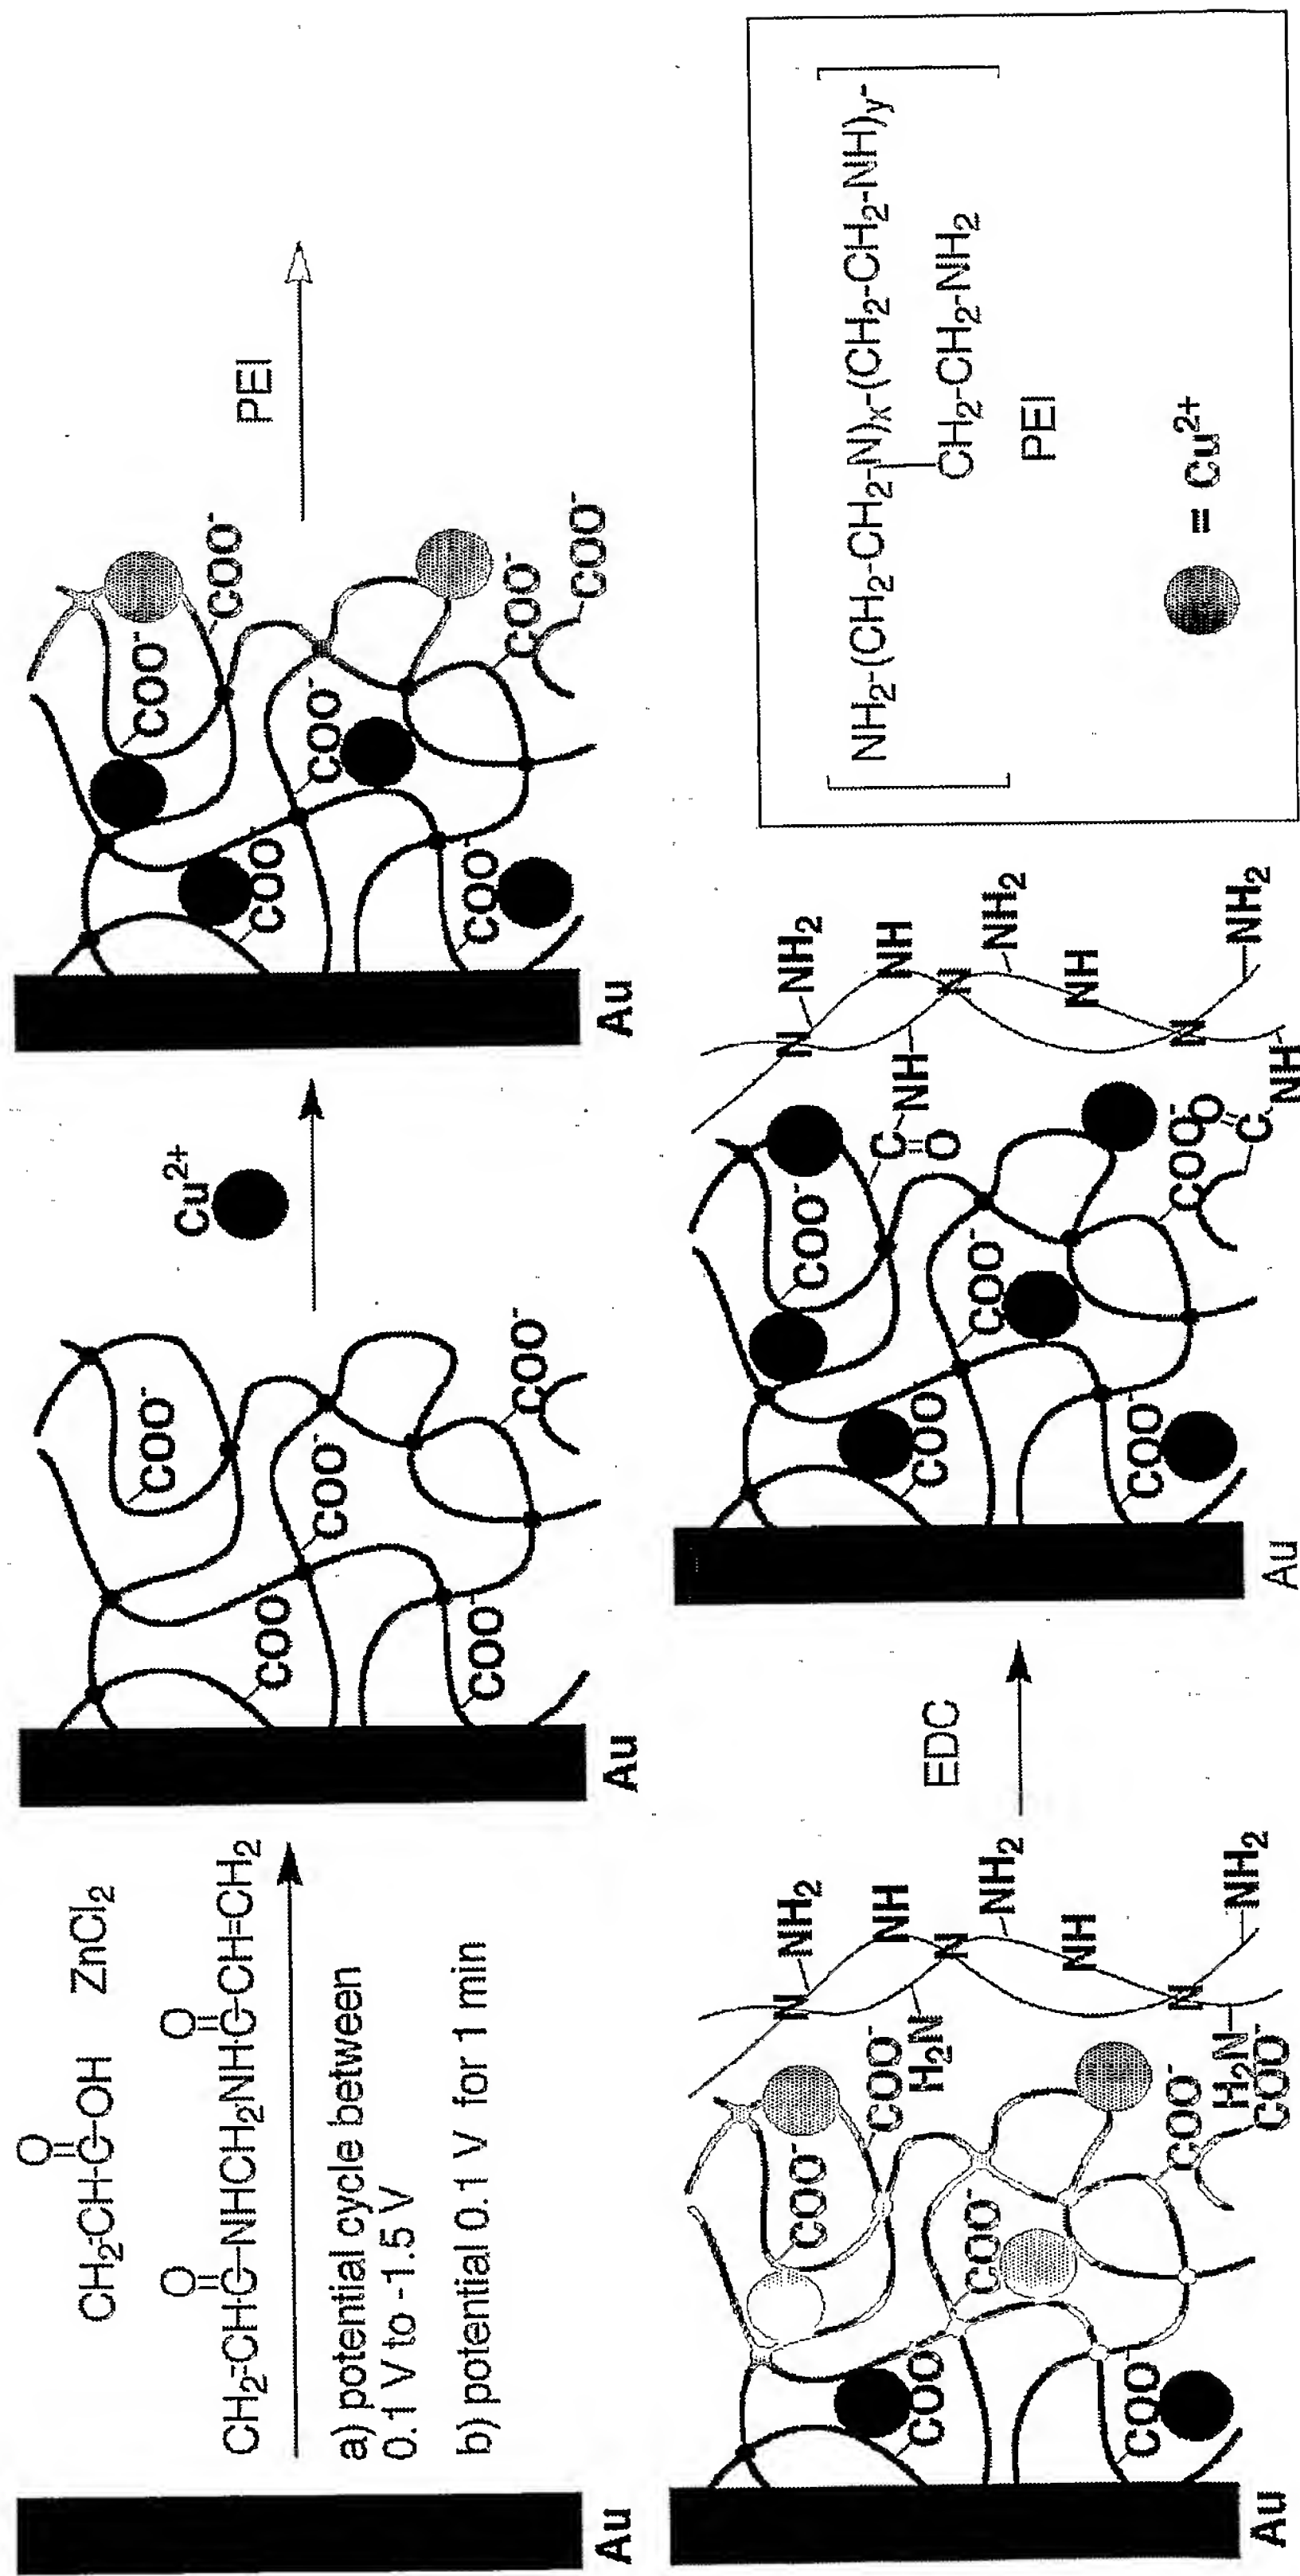 O
CH2=CH-C-OH ZnCl2
O O
CH2=CH-C-NHCH2NH-C-CH=CH2
a) potential cycle between
0.1 V to -1.5 V
b) potential 0.1 V for 1 min
Au
COO-
COO-
COO
COO-
COO-
Au
Cu2+
COO-
COO-
COO-
COO
COO-
COO-
COO-
Au
PEI
COO-
COO-
COO-
COO
COO-
COO-
COO-
N
NH2
NH
H2N
N
NH2
NH
N
H2N
NH2
Au
EDC
COO-
C-NH
O
COO-
COO
COO-
COO-
O
C
NH
N
NH2
NH
N
NH2
NH
N
NH2
Au
NH2-(CH2-CH2-N)x-(CH2-CH2-NH)y-
CH2-CH2-NH2
PEI
= Cu2+
Au